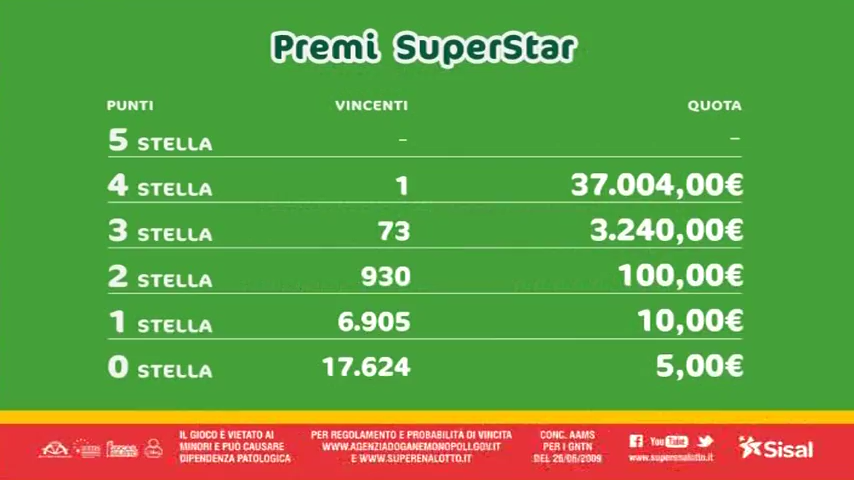 Premi SuperStar
PUNTI VINCENTI QUOTA
5 STELLA - -
4 STELLA 1 37.004,00€
3 STELLA 73 3.240,00€
2 STELLA 930 100,00€
1 STELLA 6.905 10,00€
0 STELLA 17.624 5,00€
IL GIOCO È VIETATO AI
MINORI E PUÒ CAUSARE
DIPENDENZA PATOLOGICA
PER REGOLAMENTO E PROBABILITÀ DI VINCITA
WWW.AGENZIADOGANEMONOPOLI.GOV.IT
E WWW.SUPERENALOTTO.IT
CONC. AAMS
PER I GNTN
DEL 26/06/2009
YouTube
www.superenalotto.it
Sisal